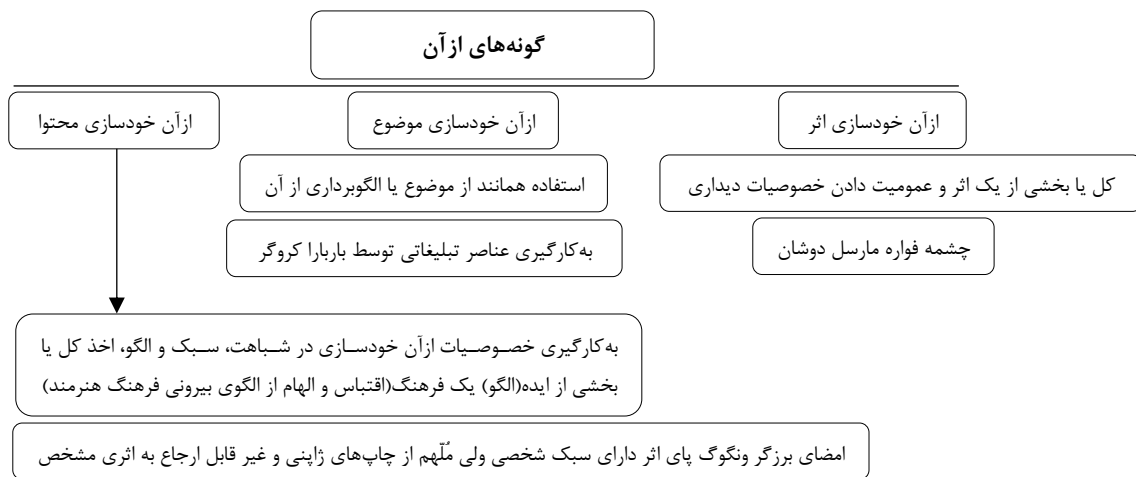 گونه‌های ازآن
ازآن خودسازی اثر
ازآن خودسازی موضوع
ازآن خودسازی محتوا
کل یا بخشی از یک اثر و عمومیت دادن خصوصیات دیداری
استفاده همانند از موضوع یا الگوبرداری از آن
چشمه فواره مارسل دوشان
به‌کارگیری عناصر تبلیغاتی توسط باربارا کروگر
به‌کارگیری خصوصیات ازآن خودسازی در شباهت، سبک و الگو، اخذ کل یا
بخشی از ایده(الگو) یک فرهنگ(اقتباس و الهام از الگوی بیرونی فرهنگ هنرمند)
امضای برزگر ونگوگ پای اثر دارای سبک شخصی ولی مُلّهم از چاپ‌های ژاپنی و غیر قابل ارجاع به اثری مشخص